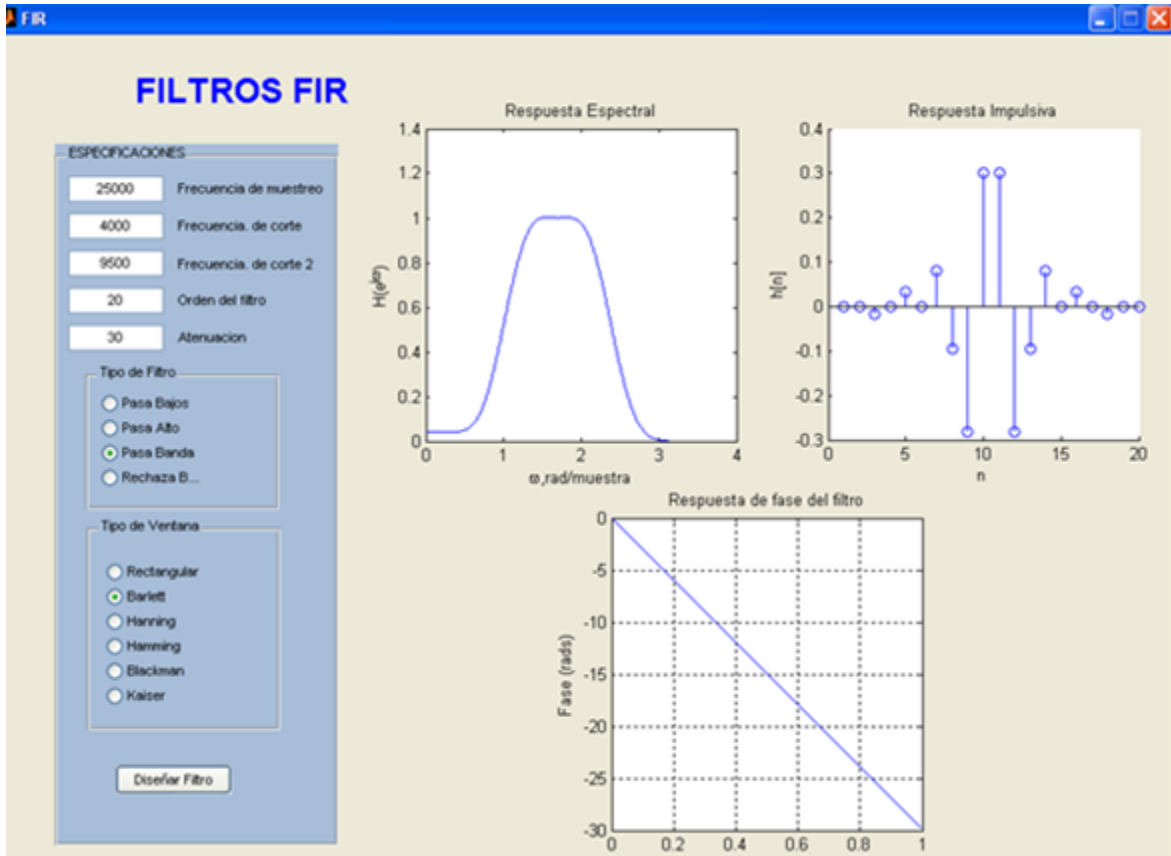 FIR
FILTROS FIR
ESPECIFICACIONES
25000 Frecuencia de muestreo
4000 Frecuencia. de corte
9500 Frecuencia. de corte 2
20 Orden del filtro
30 Atenuacion
Tipo de Filtro
Pasa Bajos
Pasa Alto
Pasa Banda
Rechaza B...
Tipo de Ventana
Rectangular
Barlett
Hanning
Hamming
Blackman
Kaiser
Diseñar Filtro
Respuesta Espectral
1.4
1.2
1
0.8
0.6
0.4
0.2
0
0 1 2 3 4
H(e^jω)
ω,rad/muestra
Respuesta Impulsiva
0.4
0.3
0.2
0.1
0
-0.1
-0.2
-0.3
0 5 10 15 20
h[n]
n
Respuesta de fase del filtro
0
-5
-10
-15
-20
-25
-30
0 0.2 0.4 0.6 0.8 1
Fase (rads)